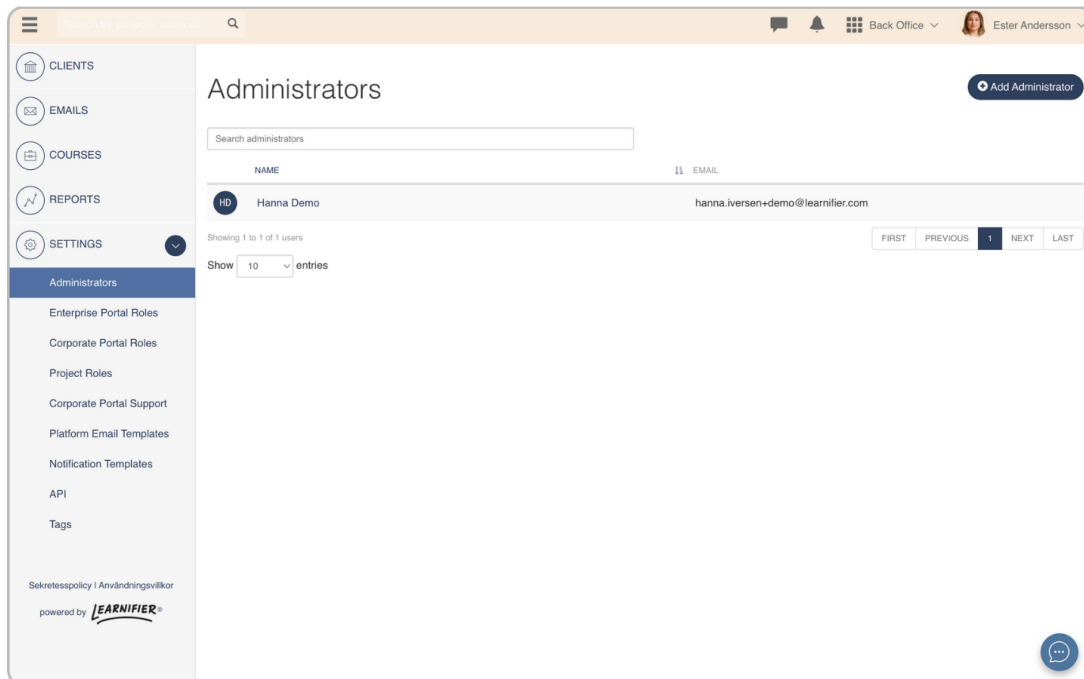 Back Office
Ester Andersson
CLIENTS
EMAILS
COURSES
REPORTS
SETTINGS
Administrators
Enterprise Portal Roles
Corporate Portal Roles
Project Roles
Corporate Portal Support
Platform Email Templates
Notification Templates
API
Tags
Sekretesspolicy | Användningsvillkor
powered by LEARNIFIER®
Administrators
Add Administrator
Search administrators
NAME EMAIL
HD Hanna Demo hanna.iversen+demo@learnifier.com
Showing 1 to 1 of 1 users
FIRST PREVIOUS 1 NEXT LAST
Show 10 entries